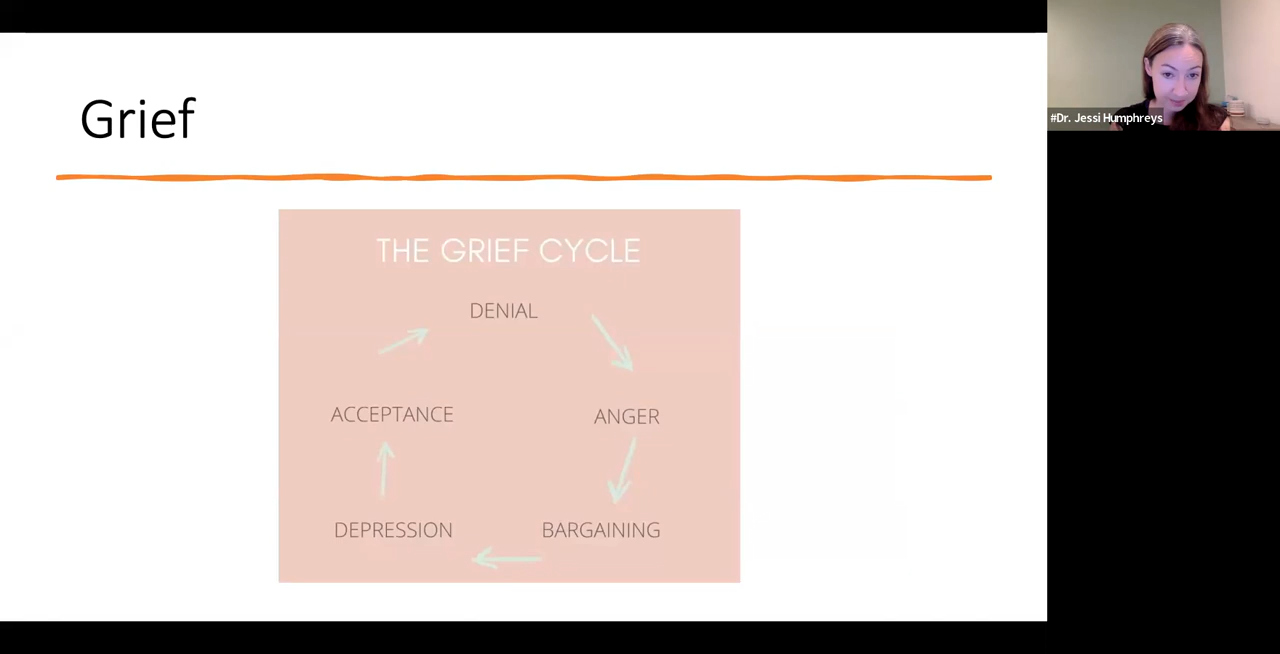 Grief
THE GRIEF CYCLE
DENIAL
ACCEPTANCE
ANGER
DEPRESSION
BARGAINING
#Dr. Jessi Humphreys